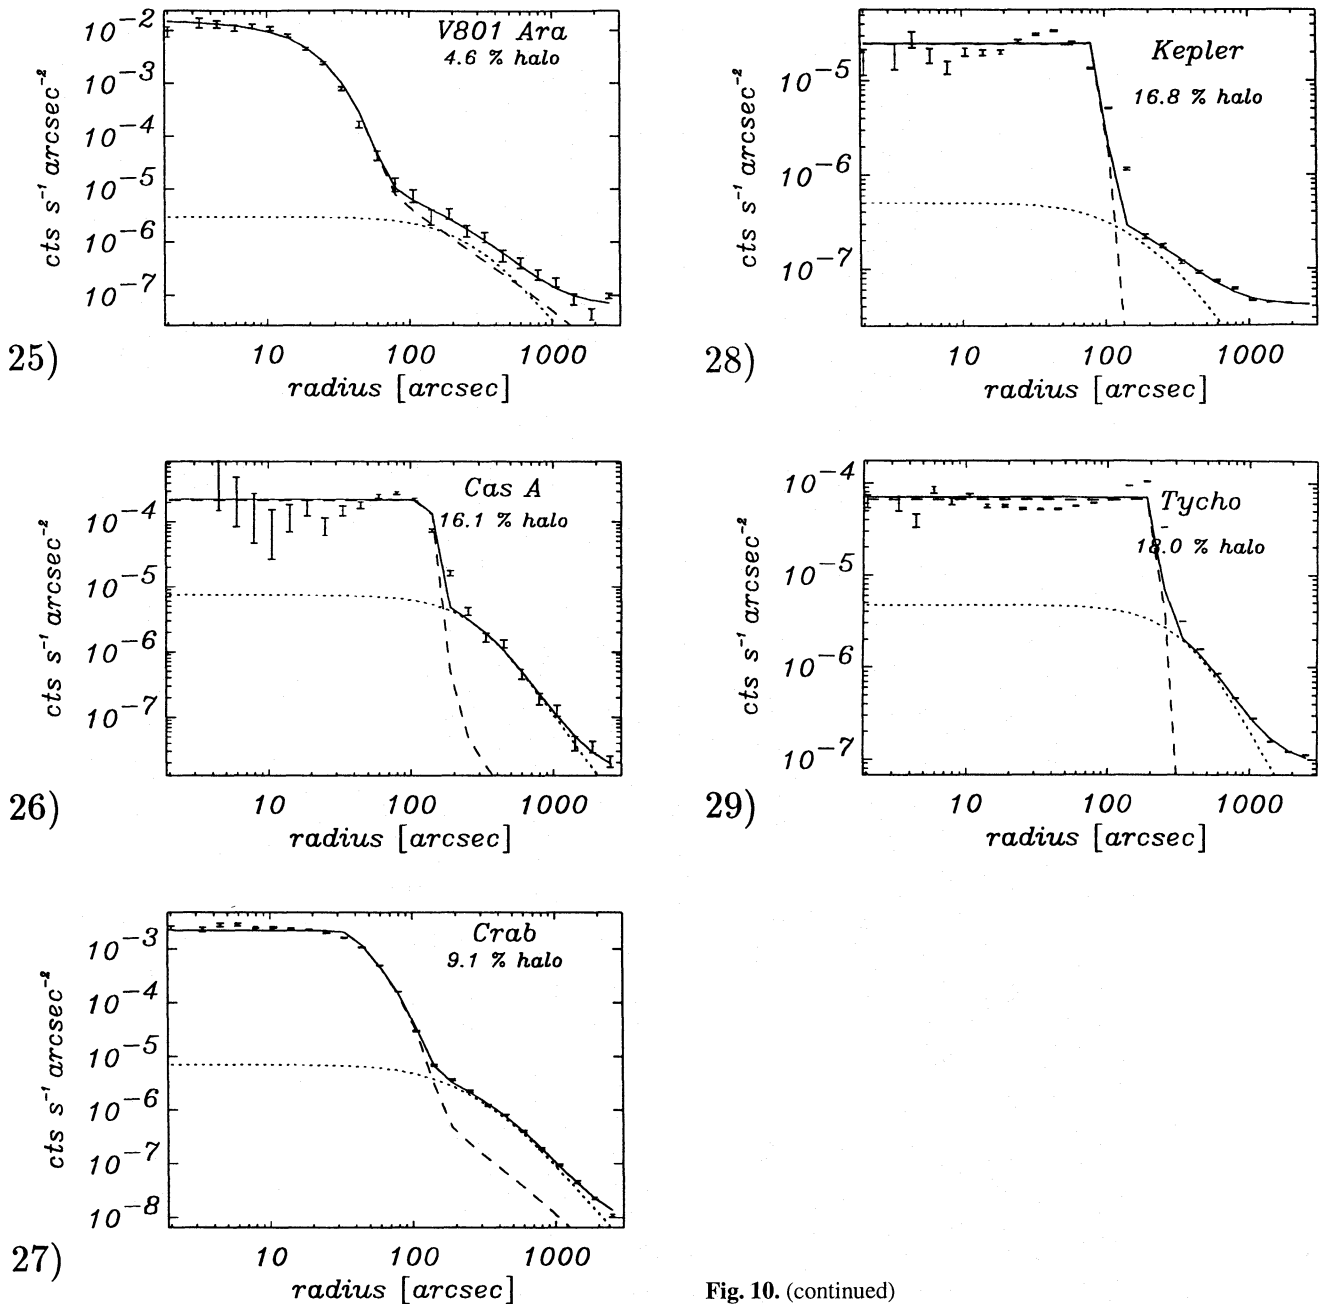 V801 Ara
4.6 % halo
10−2
10−3
10−4
10−5
10−6
10−7
cts s−1 arcsec−2
10 100 1000
radius [arcsec]
25)
Kepler
16.8 % halo
10−5
10−6
10−7
cts s−1 arcsec−2
10 100 1000
radius [arcsec]
28)
Cas A
16.1 % halo
10−4
10−5
10−6
10−7
cts s−1 arcsec−2
10 100 1000
radius [arcsec]
26)
Tycho
18.0 % halo
10−4
10−5
10−6
10−7
cts s−1 arcsec−2
10 100 1000
radius [arcsec]
29)
Crab
9.1 % halo
10−3
10−4
10−5
10−6
10−7
10−8
cts s−1 arcsec−2
10 100 1000
radius [arcsec]
27)
Fig. 10. (continued)